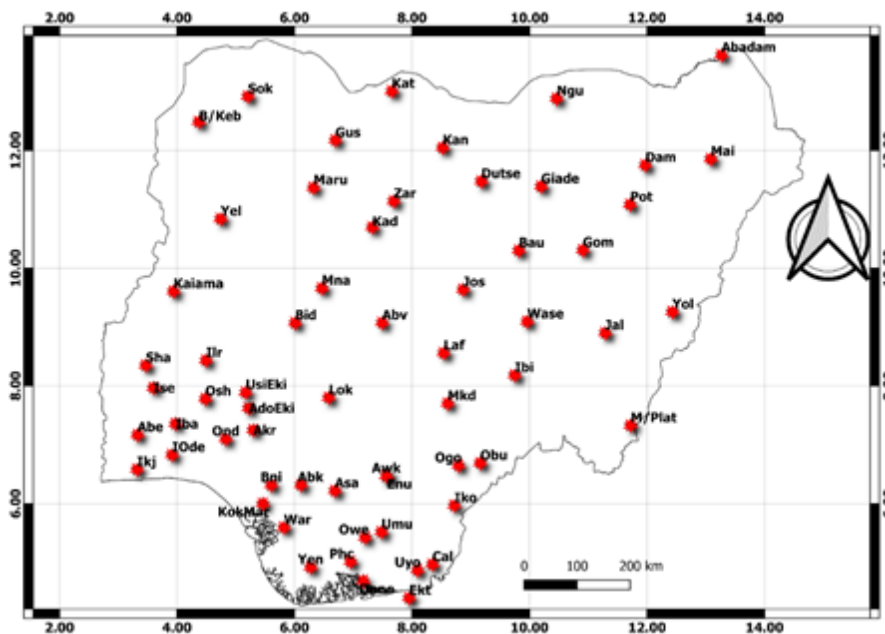 2.00 4.00 6.00 8.00 10.00 12.00 14.00
Abadam
Kat
Sok
Ngu
B/Keb
Gus
Kan
12.00
Dam
Mai
Dutse
Giade
Maru
Zar
Pot
Yel
Kad
Bau
Gom
10.00
Kaiama
Mna
Jos
Bid
Abv
Wase
Yol
Jal
Sha
Ilr
Laf
Ibi
8.00
Ise
Osh
UsiEki
Lok
Mkd
AdoEki
M/Plat
Abe
Iba
Ond
Akr
IOde
Ikj
Ogo
Obu
Bni
Abk
Asa
Awk
Enu
6.00
KokMat
Iko
War
Owe
Umu
Yen
Phc
Uyo
Cal
Ekt
0 100 200 km
2.00 4.00 6.00 8.00 10.00 12.00 14.00